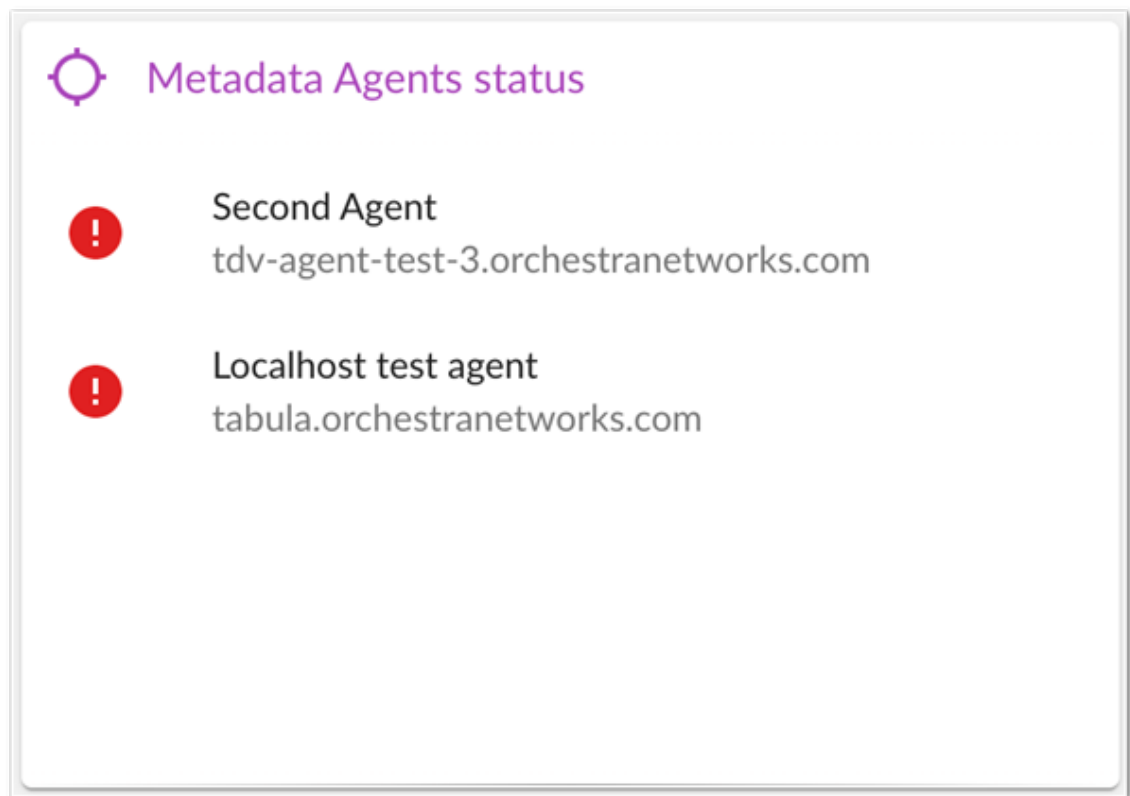 Metadata Agents status
Second Agent
tdv-agent-test-3.orchestranetworks.com
Localhost test agent
tabula.orchestranetworks.com